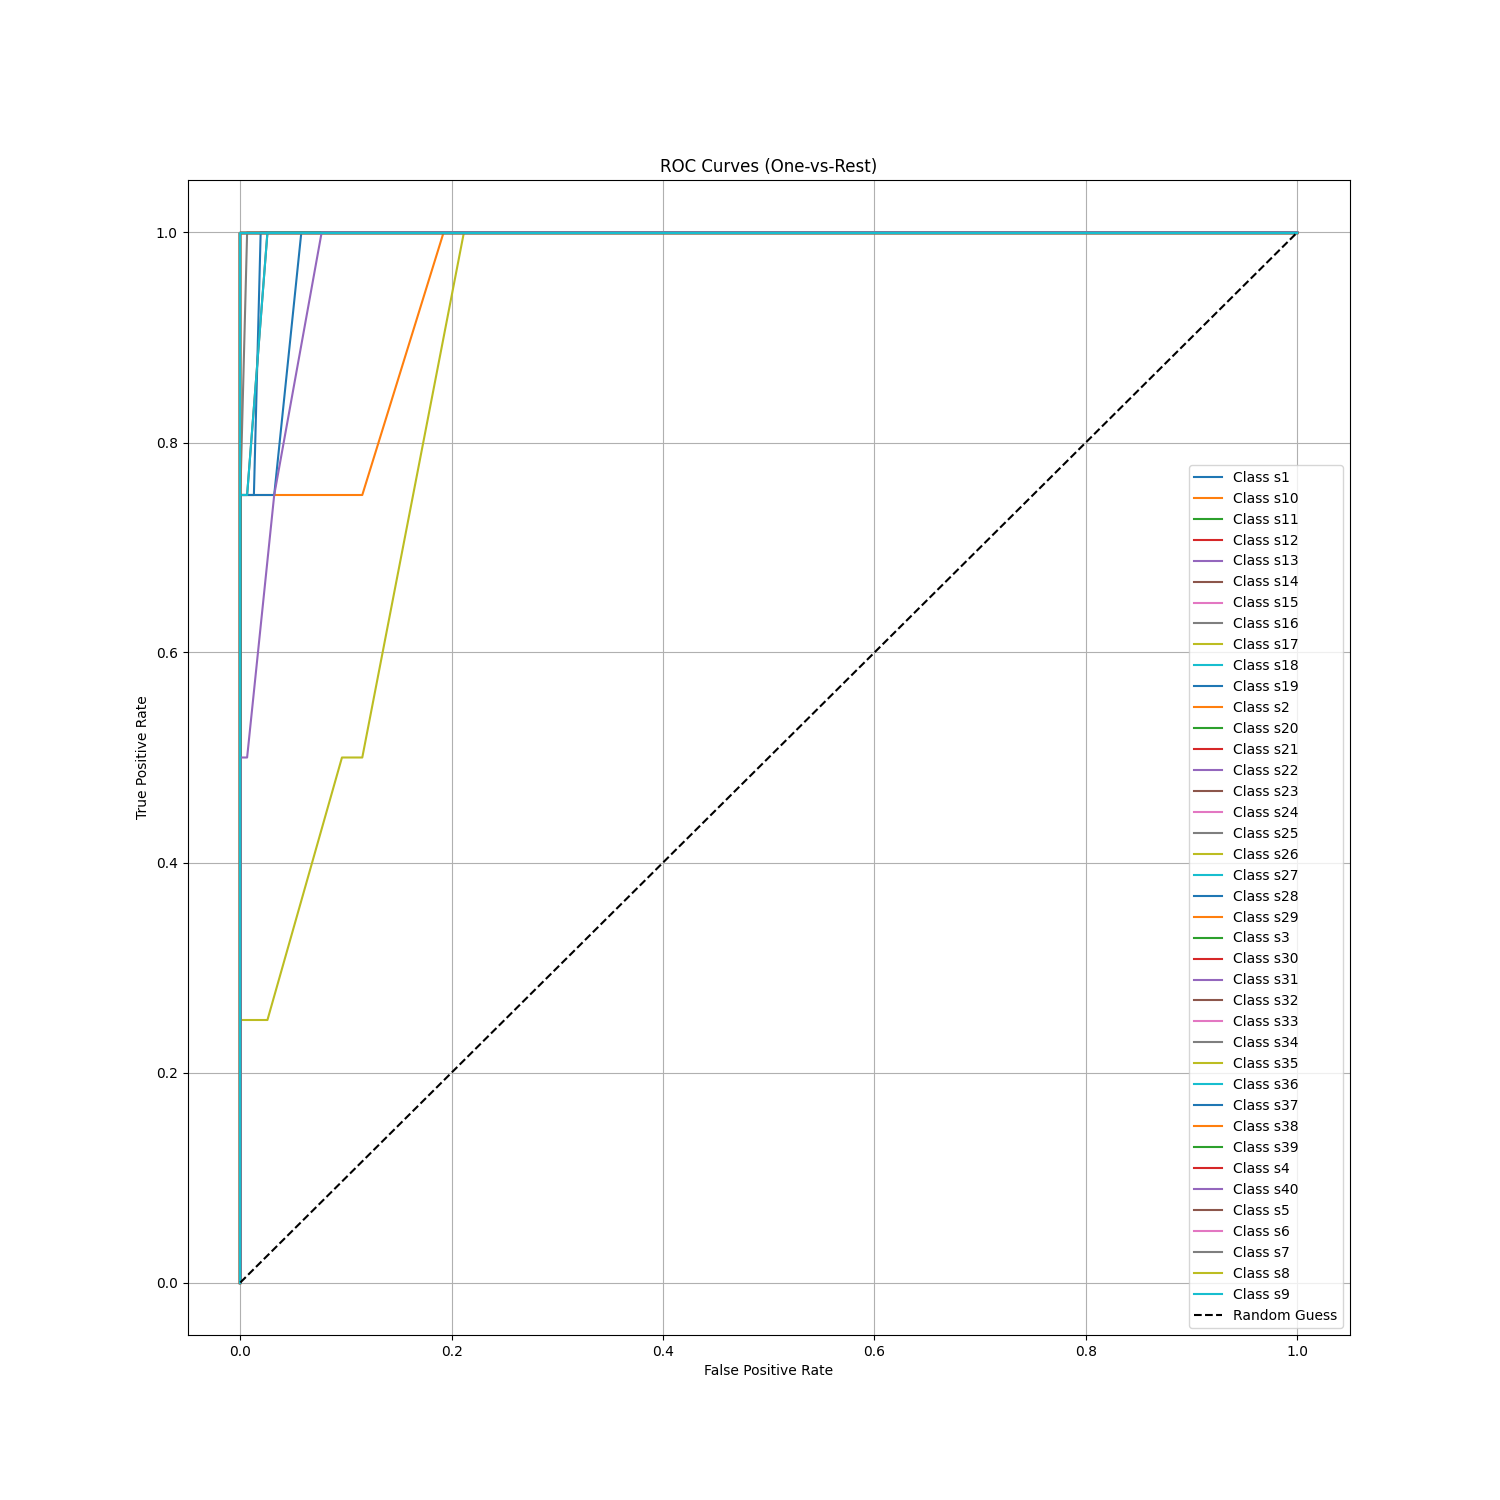 ROC Curves (One-vs-Rest)
1.0
0.8
0.6
0.4
0.2
0.0
True Positive Rate
0.0 0.2 0.4 0.6 0.8 1.0
False Positive Rate
Class s1
Class s10
Class s11
Class s12
Class s13
Class s14
Class s15
Class s16
Class s17
Class s18
Class s19
Class s2
Class s20
Class s21
Class s22
Class s23
Class s24
Class s25
Class s26
Class s27
Class s28
Class s29
Class s3
Class s30
Class s31
Class s32
Class s33
Class s34
Class s35
Class s36
Class s37
Class s38
Class s39
Class s4
Class s40
Class s5
Class s6
Class s7
Class s8
Class s9
Random Guess